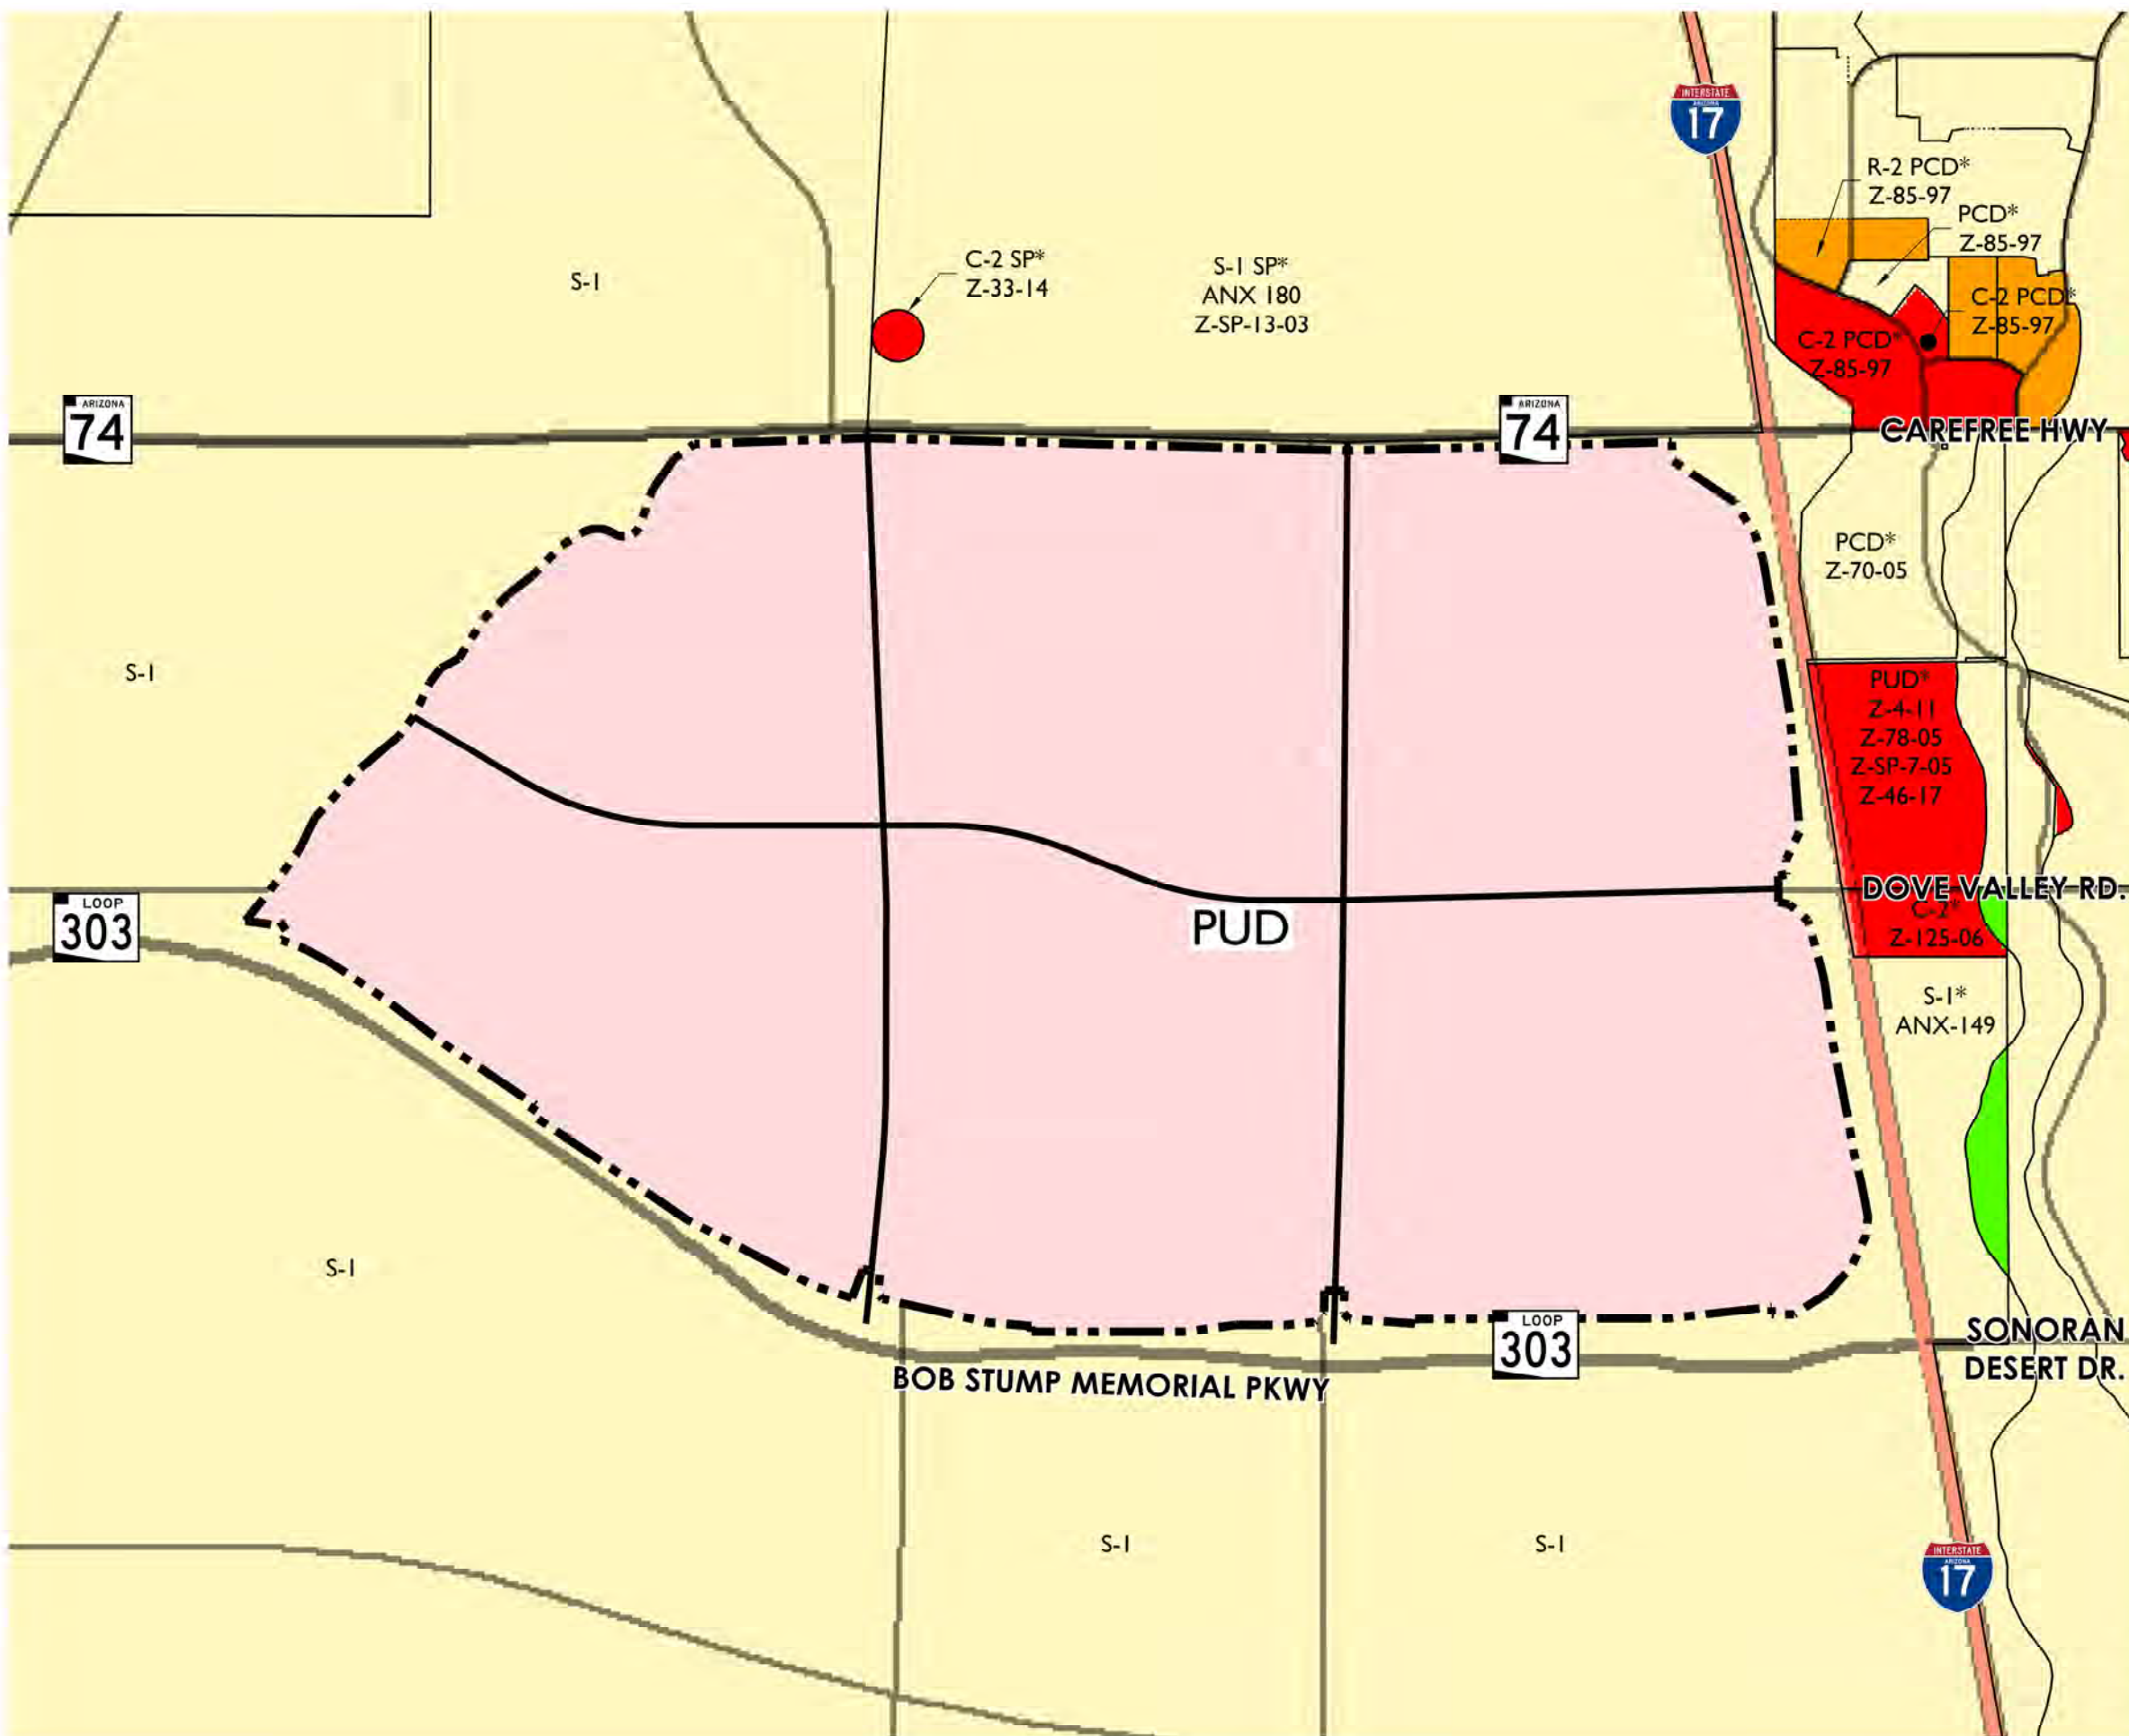 INTERSTATE
ARIZONA
17
R-2 PCD*
Z-85-97
PCD*
Z-85-97
C-2 SP*
Z-33-14
S-1 SP*
ANX 180
Z-SP-13-03
S-1
C-2 PCD*
Z-85-97
C-2 PCD*
Z-85-97
ARIZONA
74
ARIZONA
74
CAREFREE HWY
PCD*
Z-70-05
S-1
PUD*
Z-4-11
Z-78-05
Z-SP-7-05
Z-46-17
DOVE VALLEY RD.
LOOP
303
PUD
C-2*
Z-125-06
S-1*
ANX-149
S-1
LOOP
303
SONORAN
DESERT DR.
BOB STUMP MEMORIAL PKWY
S-1
S-1
INTERSTATE
ARIZONA
17